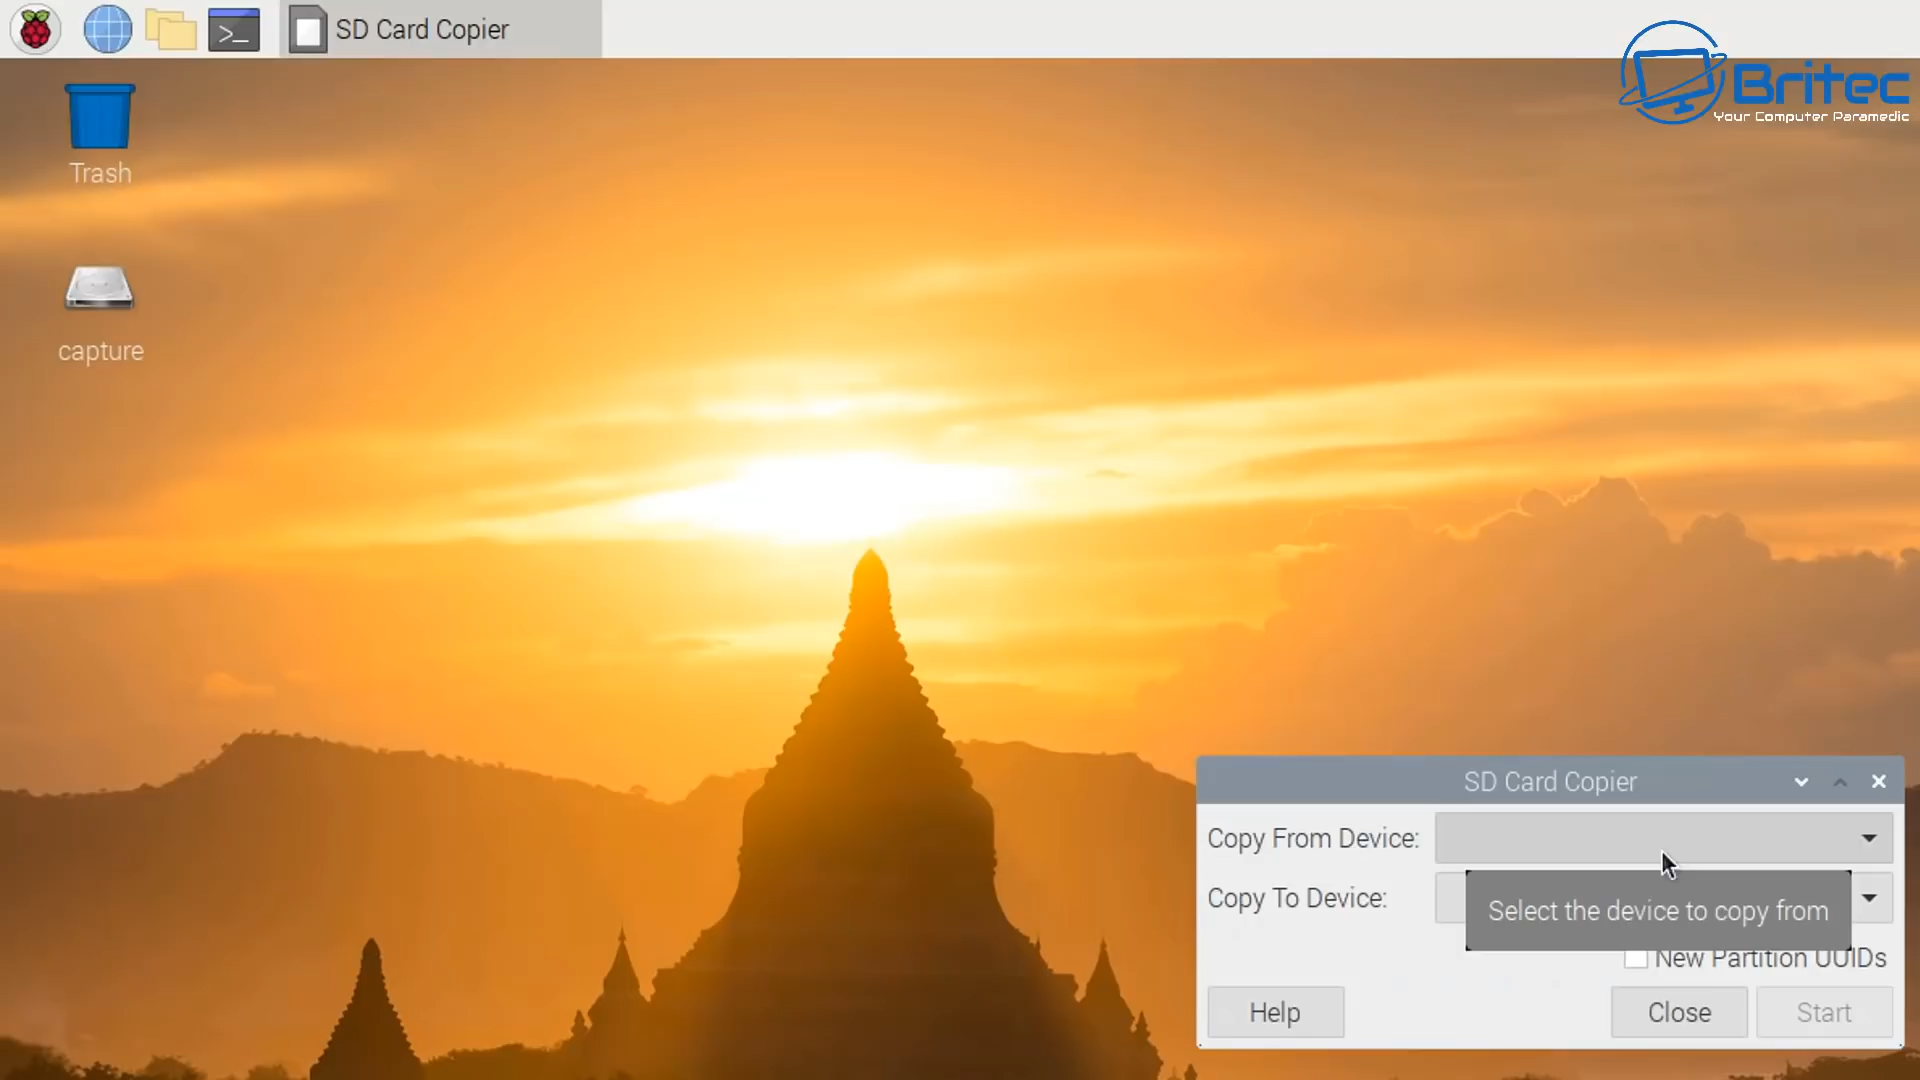 SD Card Copier
Britec
Your Computer Paramedic
Trash
capture
SD Card Copier
Copy From Device:
Copy To Device:
Select the device to copy from
New Partition UUIDs
Help
Close
Start